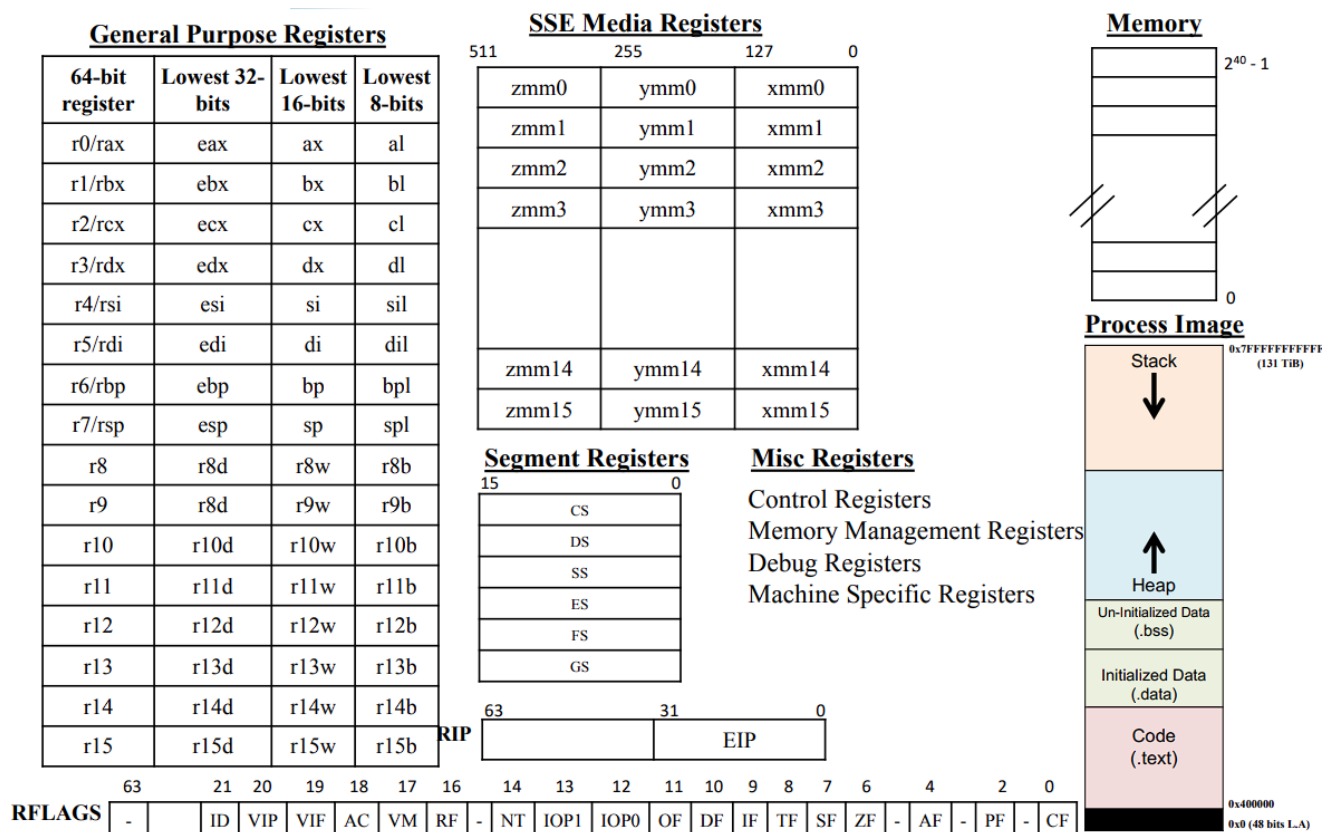 General Purpose Registers
64-bit register Lowest 32-bits Lowest 16-bits Lowest 8-bits
r0/rax eax ax al
r1/rbx ebx bx bl
r2/rcx ecx cx cl
r3/rdx edx dx dl
r4/rsi esi si sil
r5/rdi edi di dil
r6/rbp ebp bp bpl
r7/rsp esp sp spl
r8 r8d r8w r8b
r9 r8d r9w r9b
r10 r10d r10w r10b
r11 r11d r11w r11b
r12 r12d r12w r12b
r13 r13d r13w r13b
r14 r14d r14w r14b
r15 r15d r15w r15b
SSE Media Registers
511 255 127 0
zmm0 ymm0 xmm0
zmm1 ymm1 xmm1
zmm2 ymm2 xmm2
zmm3 ymm3 xmm3
zmm14 ymm14 xmm14
zmm15 ymm15 xmm15
Segment Registers
15 0
CS
DS
SS
ES
FS
GS
Misc Registers
Control Registers
Memory Management Registers
Debug Registers
Machine Specific Registers
63 31 0
RIP EIP
Memory
2⁴⁰ - 1
0
Process Image
0x7FFFFFFFFFFF
(131 TiB)
Stack
Heap
Un-Initialized Data
(.bss)
Initialized Data
(.data)
Code
(.text)
0x400000
0x0 (48 bits L.A)
63 21 20 19 18 17 16 14 13 12 11 10 9 8 7 6 4 2 0
RFLAGS - ID VIP VIF AC VM RF - NT IOP1 IOP0 OF DF IF TF SF ZF - AF - PF - CF